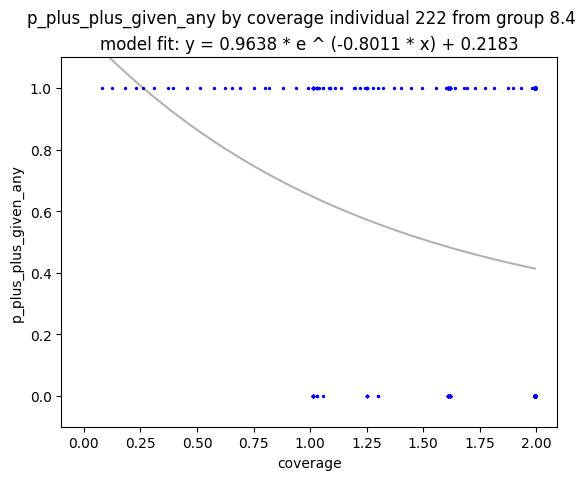 p_plus_plus_given_any by coverage individual 222 from group 8.4
model fit: y = 0.9638 * e ^ (-0.8011 * x) + 0.2183
1.0
0.8
0.6
0.4
0.2
0.0
p_plus_plus_given_any
0.00 0.25 0.50 0.75 1.00 1.25 1.50 1.75 2.00
coverage